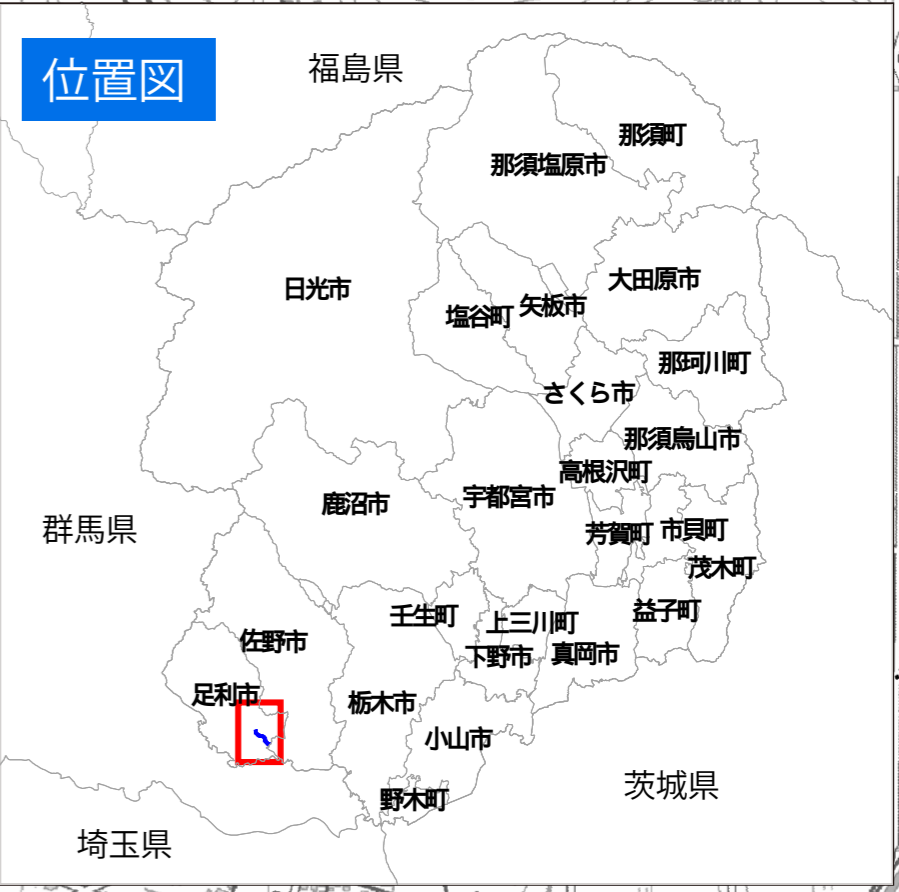 位置図
福島県
那須町
那須塩原市
大田原市
日光市
矢板市
塩谷町
那珂川町
さくら市
那須烏山市
高根沢町
宇都宮市
鹿沼市
群馬県
芳賀町
市貝町
茂木町
益子町
壬生町
上三川町
佐野市
下野市
真岡市
足利市
栃木市
小山市
茨城県
野木町
埼玉県